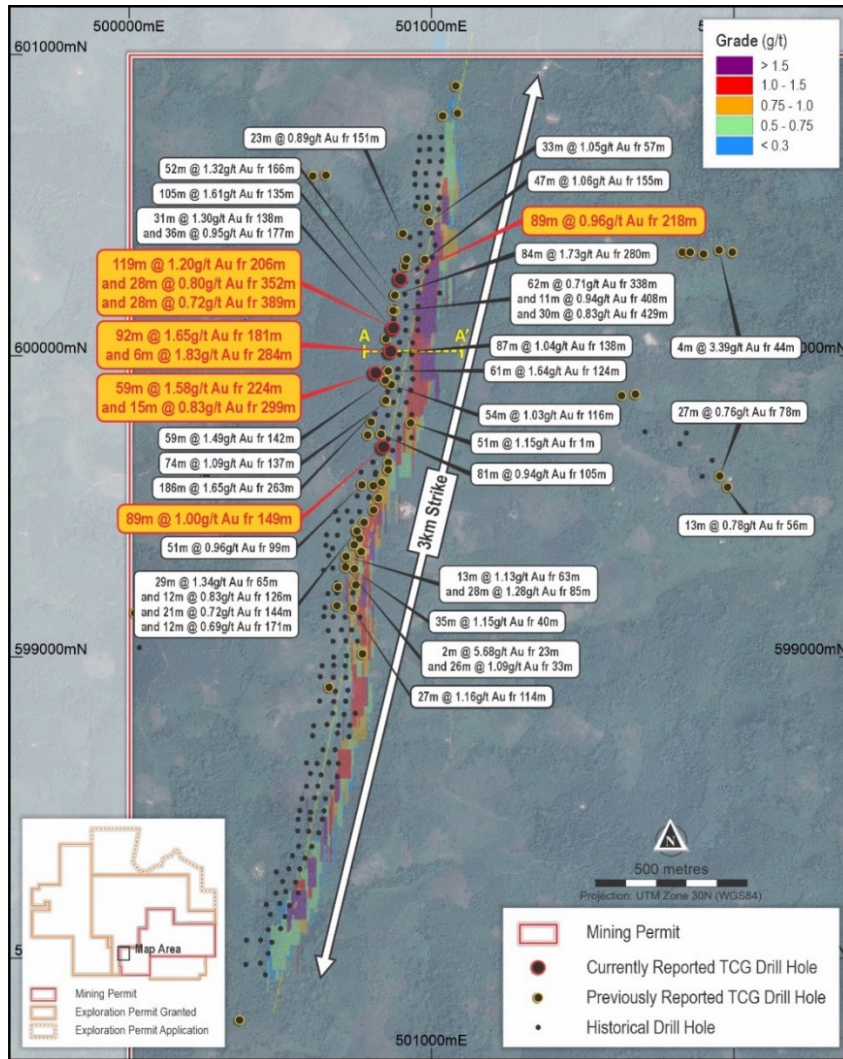 500000mE
501000mE
50
601000mN
Grade (g/t)
> 1.5
1.0 - 1.5
0.75 - 1.0
0.5 - 0.75
< 0.3
23m @ 0.89g/t Au fr 151m
52m @ 1.32g/t Au fr 166m
105m @ 1.61g/t Au fr 135m
31m @ 1.30g/t Au fr 138m
and 36m @ 0.95g/t Au fr 177m
119m @ 1.20g/t Au fr 206m
and 28m @ 0.80g/t Au fr 352m
and 28m @ 0.72g/t Au fr 389m
92m @ 1.65g/t Au fr 181m
and 6m @ 1.83g/t Au fr 284m
59m @ 1.58g/t Au fr 224m
and 15m @ 0.83g/t Au fr 299m
59m @ 1.49g/t Au fr 142m
74m @ 1.09g/t Au fr 137m
186m @ 1.65g/t Au fr 263m
89m @ 1.00g/t Au fr 149m
51m @ 0.96g/t Au fr 99m
29m @ 1.34g/t Au fr 65m
and 12m @ 0.83g/t Au fr 126m
and 21m @ 0.72g/t Au fr 144m
and 12m @ 0.69g/t Au fr 171m
33m @ 1.05g/t Au fr 57m
47m @ 1.06g/t Au fr 155m
89m @ 0.96g/t Au fr 218m
84m @ 1.73g/t Au fr 280m
62m @ 0.71g/t Au fr 338m
and 11m @ 0.94g/t Au fr 408m
and 30m @ 0.83g/t Au fr 429m
A
A'
87m @ 1.04g/t Au fr 138m
61m @ 1.64g/t Au fr 124m
54m @ 1.03g/t Au fr 116m
51m @ 1.15g/t Au fr 1m
81m @ 0.94g/t Au fr 105m
4m @ 3.39g/t Au fr 44m
600000mN
0000mN
27m @ 0.76g/t Au fr 78m
13m @ 0.78g/t Au fr 56m
3km Strike
13m @ 1.13g/t Au fr 63m
and 28m @ 1.28g/t Au fr 85m
35m @ 1.15g/t Au fr 40m
2m @ 5.68g/t Au fr 23m
and 26m @ 1.09g/t Au fr 33m
27m @ 1.16g/t Au fr 114m
599000mN
599000mN
N
500 metres
Projection: UTM Zone 30N (WGS84)
Map Area
Mining Permit
Exploration Permit Granted
Exploration Permit Application
59
Mining Permit
Currently Reported TCG Drill Hole
Previously Reported TCG Drill Hole
Historical Drill Hole
501000mE